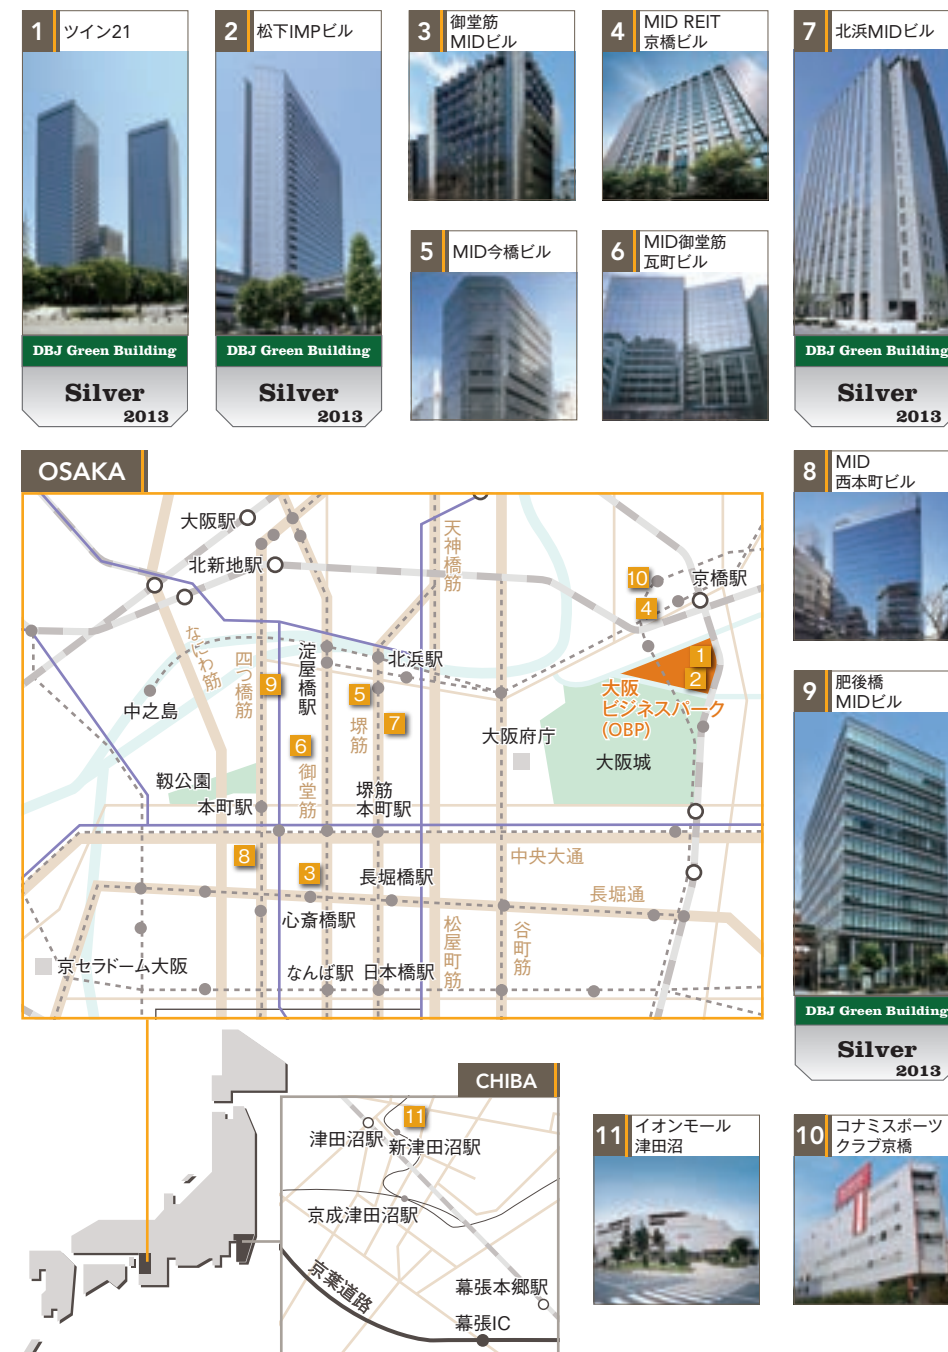 1
ツイン21
2
松下IMPビル
3
御堂筋
MIDビル
4
MID REIT
京橋ビル
7
北浜MIDビル
5
MID今橋ビル
6
MID御堂筋
瓦町ビル
DBJ Green Building
Silver
2013
DBJ Green Building
Silver
2013
DBJ Green Building
Silver
2013
OSAKA
8
MID
西本町ビル
大阪駅
北新地駅
天神橋筋
10
京橋駅
4
なにわ筋
四つ橋筋
淀屋橋駅
北浜駅
1
2
9
5
7
堺筋
中之島
大阪
ビジネスパーク
(OBP)
大阪府庁
大阪城
6
御堂筋
靱公園
本町駅
堺筋
本町駅
8
3
中央大通
長堀橋駅
長堀通
心斎橋駅
松屋町筋
谷町筋
京セラドーム大阪
なんば駅
日本橋駅
9
肥後橋
MIDビル
DBJ Green Building
Silver
2013
CHIBA
11
津田沼駅
新津田沼駅
京成津田沼駅
京葉道路
幕張本郷駅
幕張IC
11
イオンモール
津田沼
10
コナミスポーツ
クラブ京橋